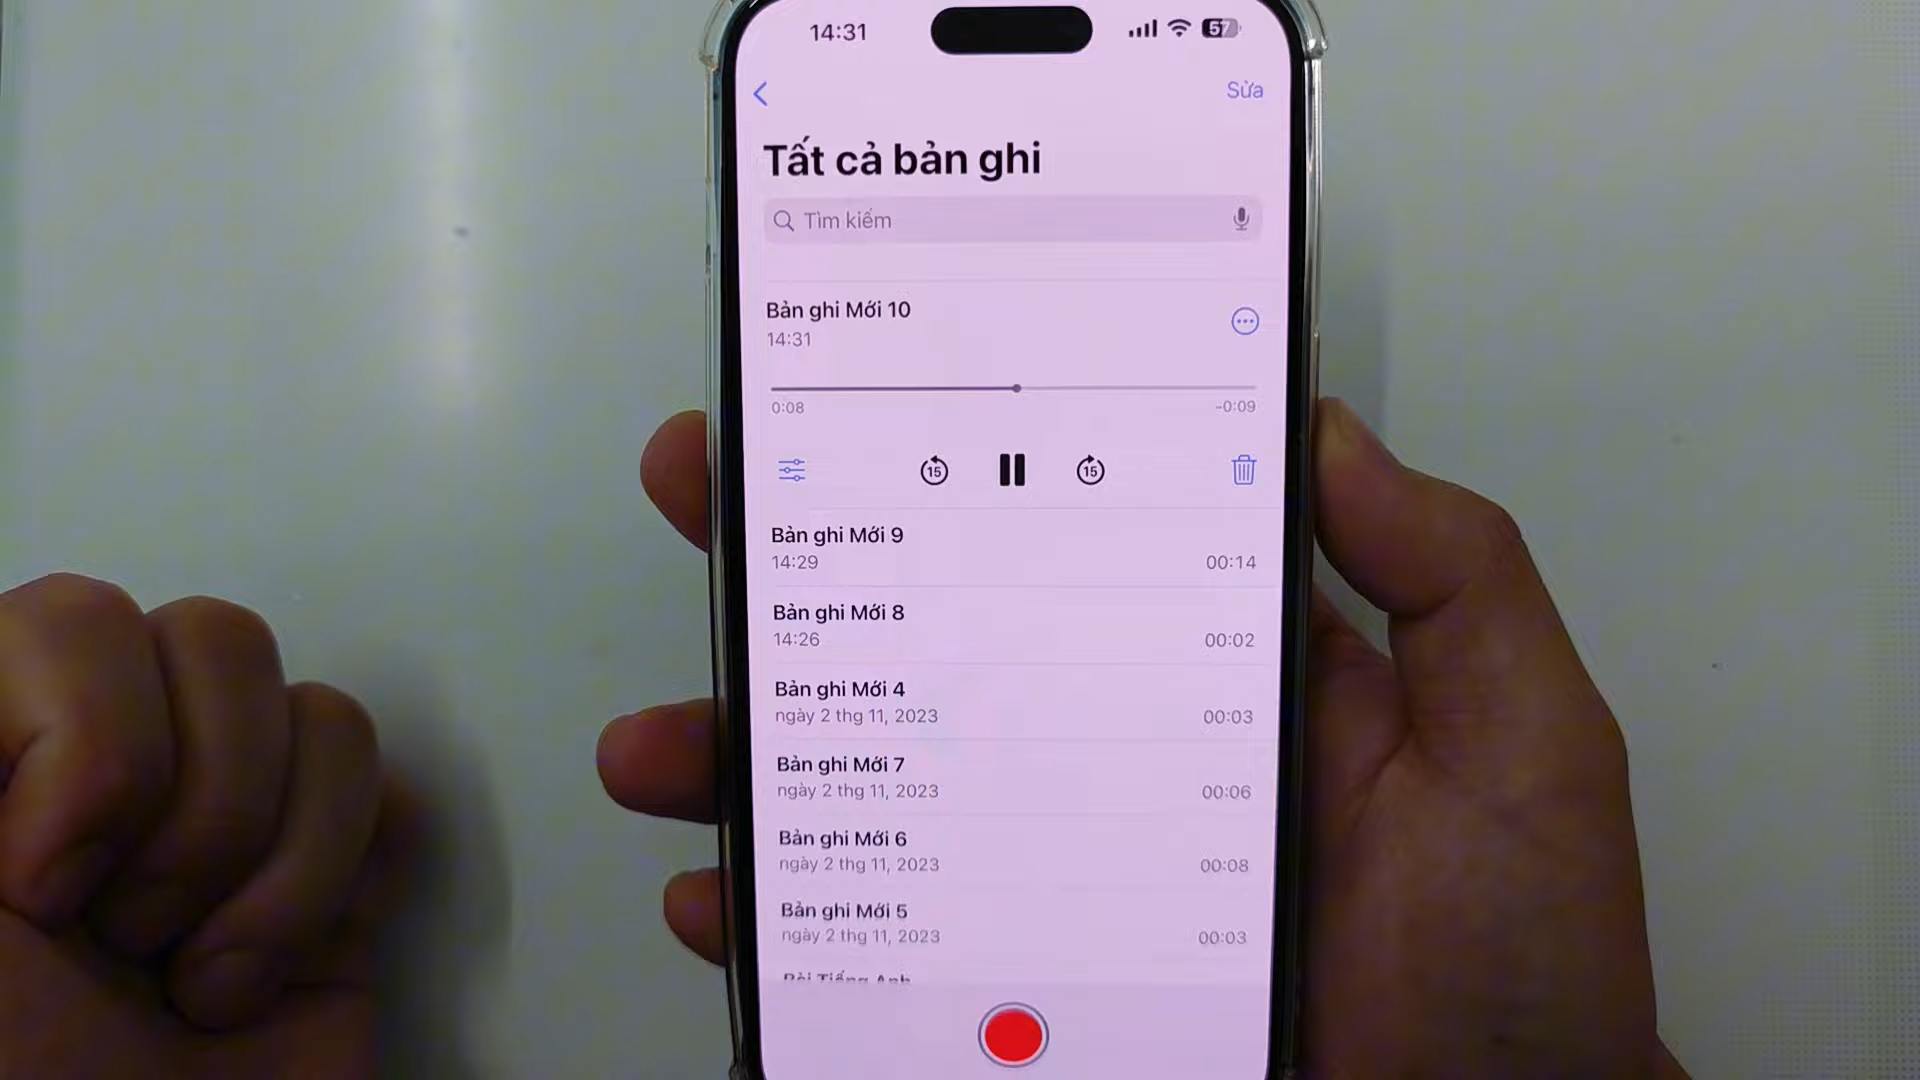 14:31
57
Sửa
Tất cả bản ghi
Tìm kiếm
Bản ghi Mới 10
14:31
0:08
-0:09
15
15
Bản ghi Mới 9
14:29
00:14
Bản ghi Mới 8
14:26
00:02
Bản ghi Mới 4
ngày 2 thg 11, 2023
00:03
Bản ghi Mới 7
ngày 2 thg 11, 2023
00:06
Bản ghi Mới 6
ngày 2 thg 11, 2023
00:08
Bản ghi Mới 5
ngày 2 thg 11, 2023
00:03
Tiếng Anh